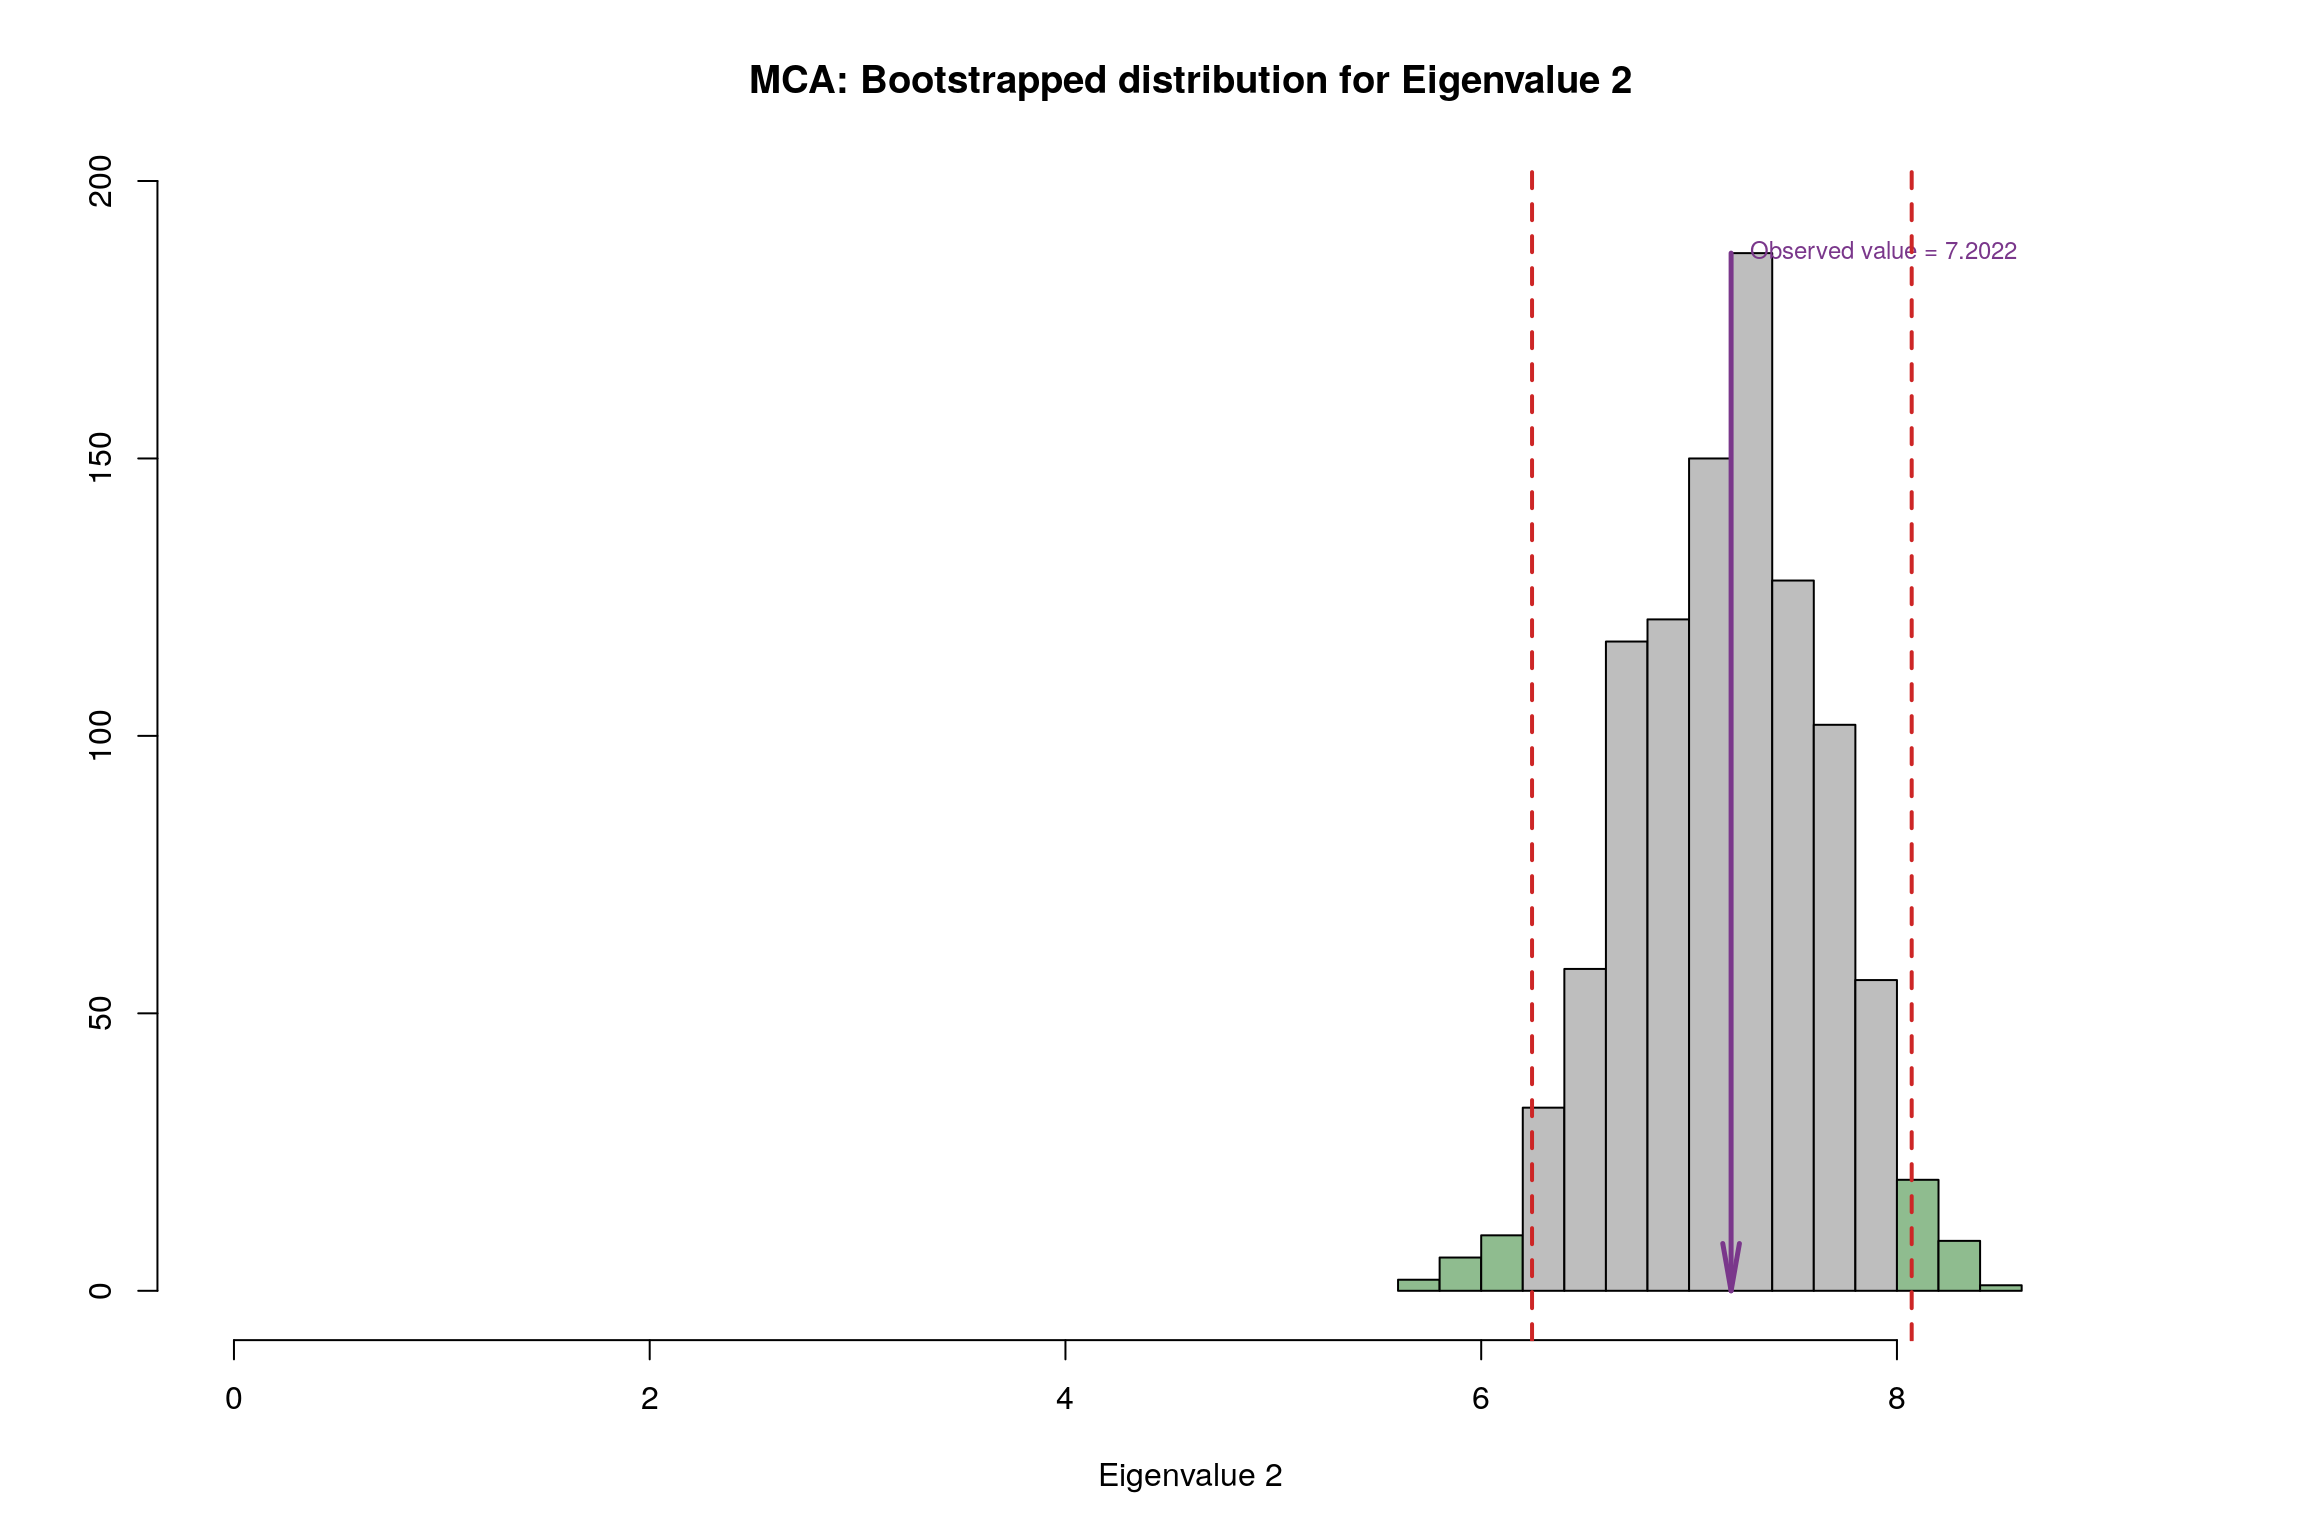 MCA: Bootstrapped distribution for Eigenvalue 2
200
150
100
50
0
Observed value = 7.2022
0 2 4 6 8
Eigenvalue 2